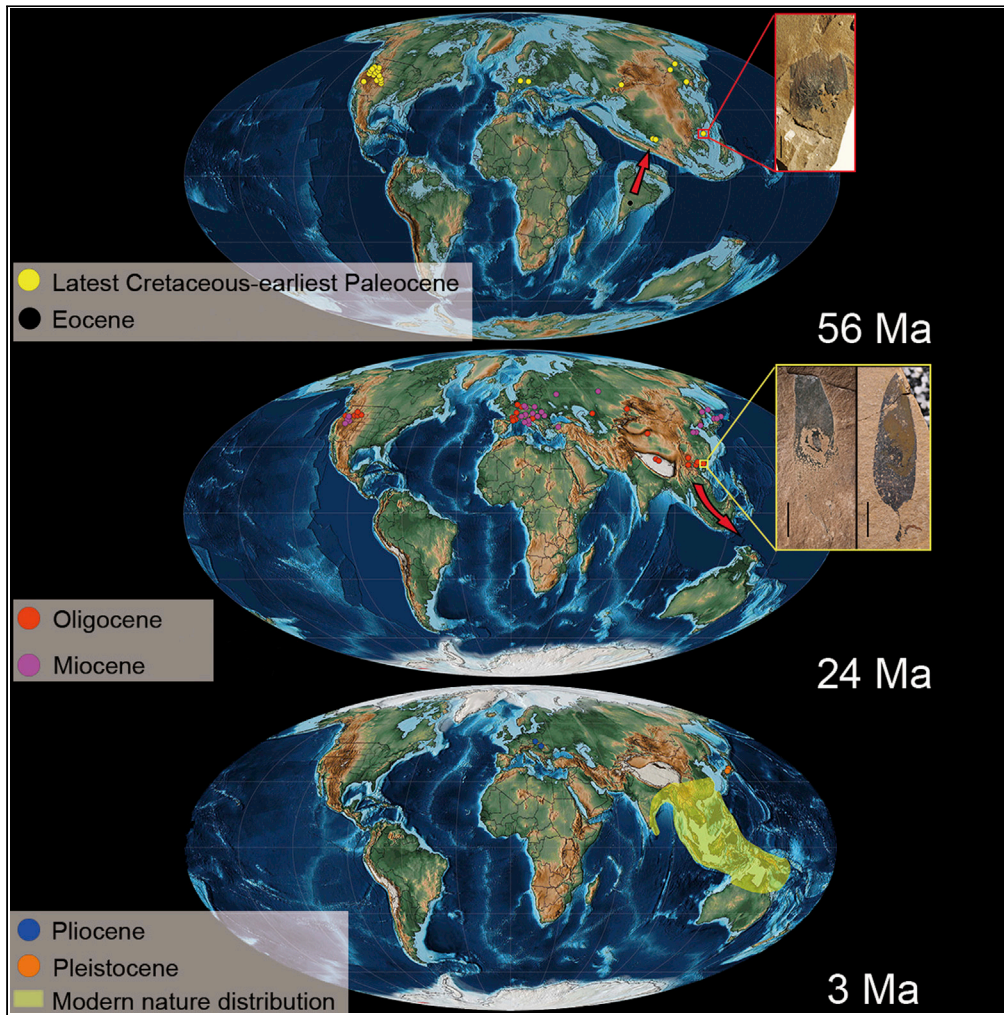 Latest Cretaceous-earliest Paleocene
Eocene
56 Ma
Oligocene
Miocene
24 Ma
Pliocene
Pleistocene
Modern nature distribution
3 Ma